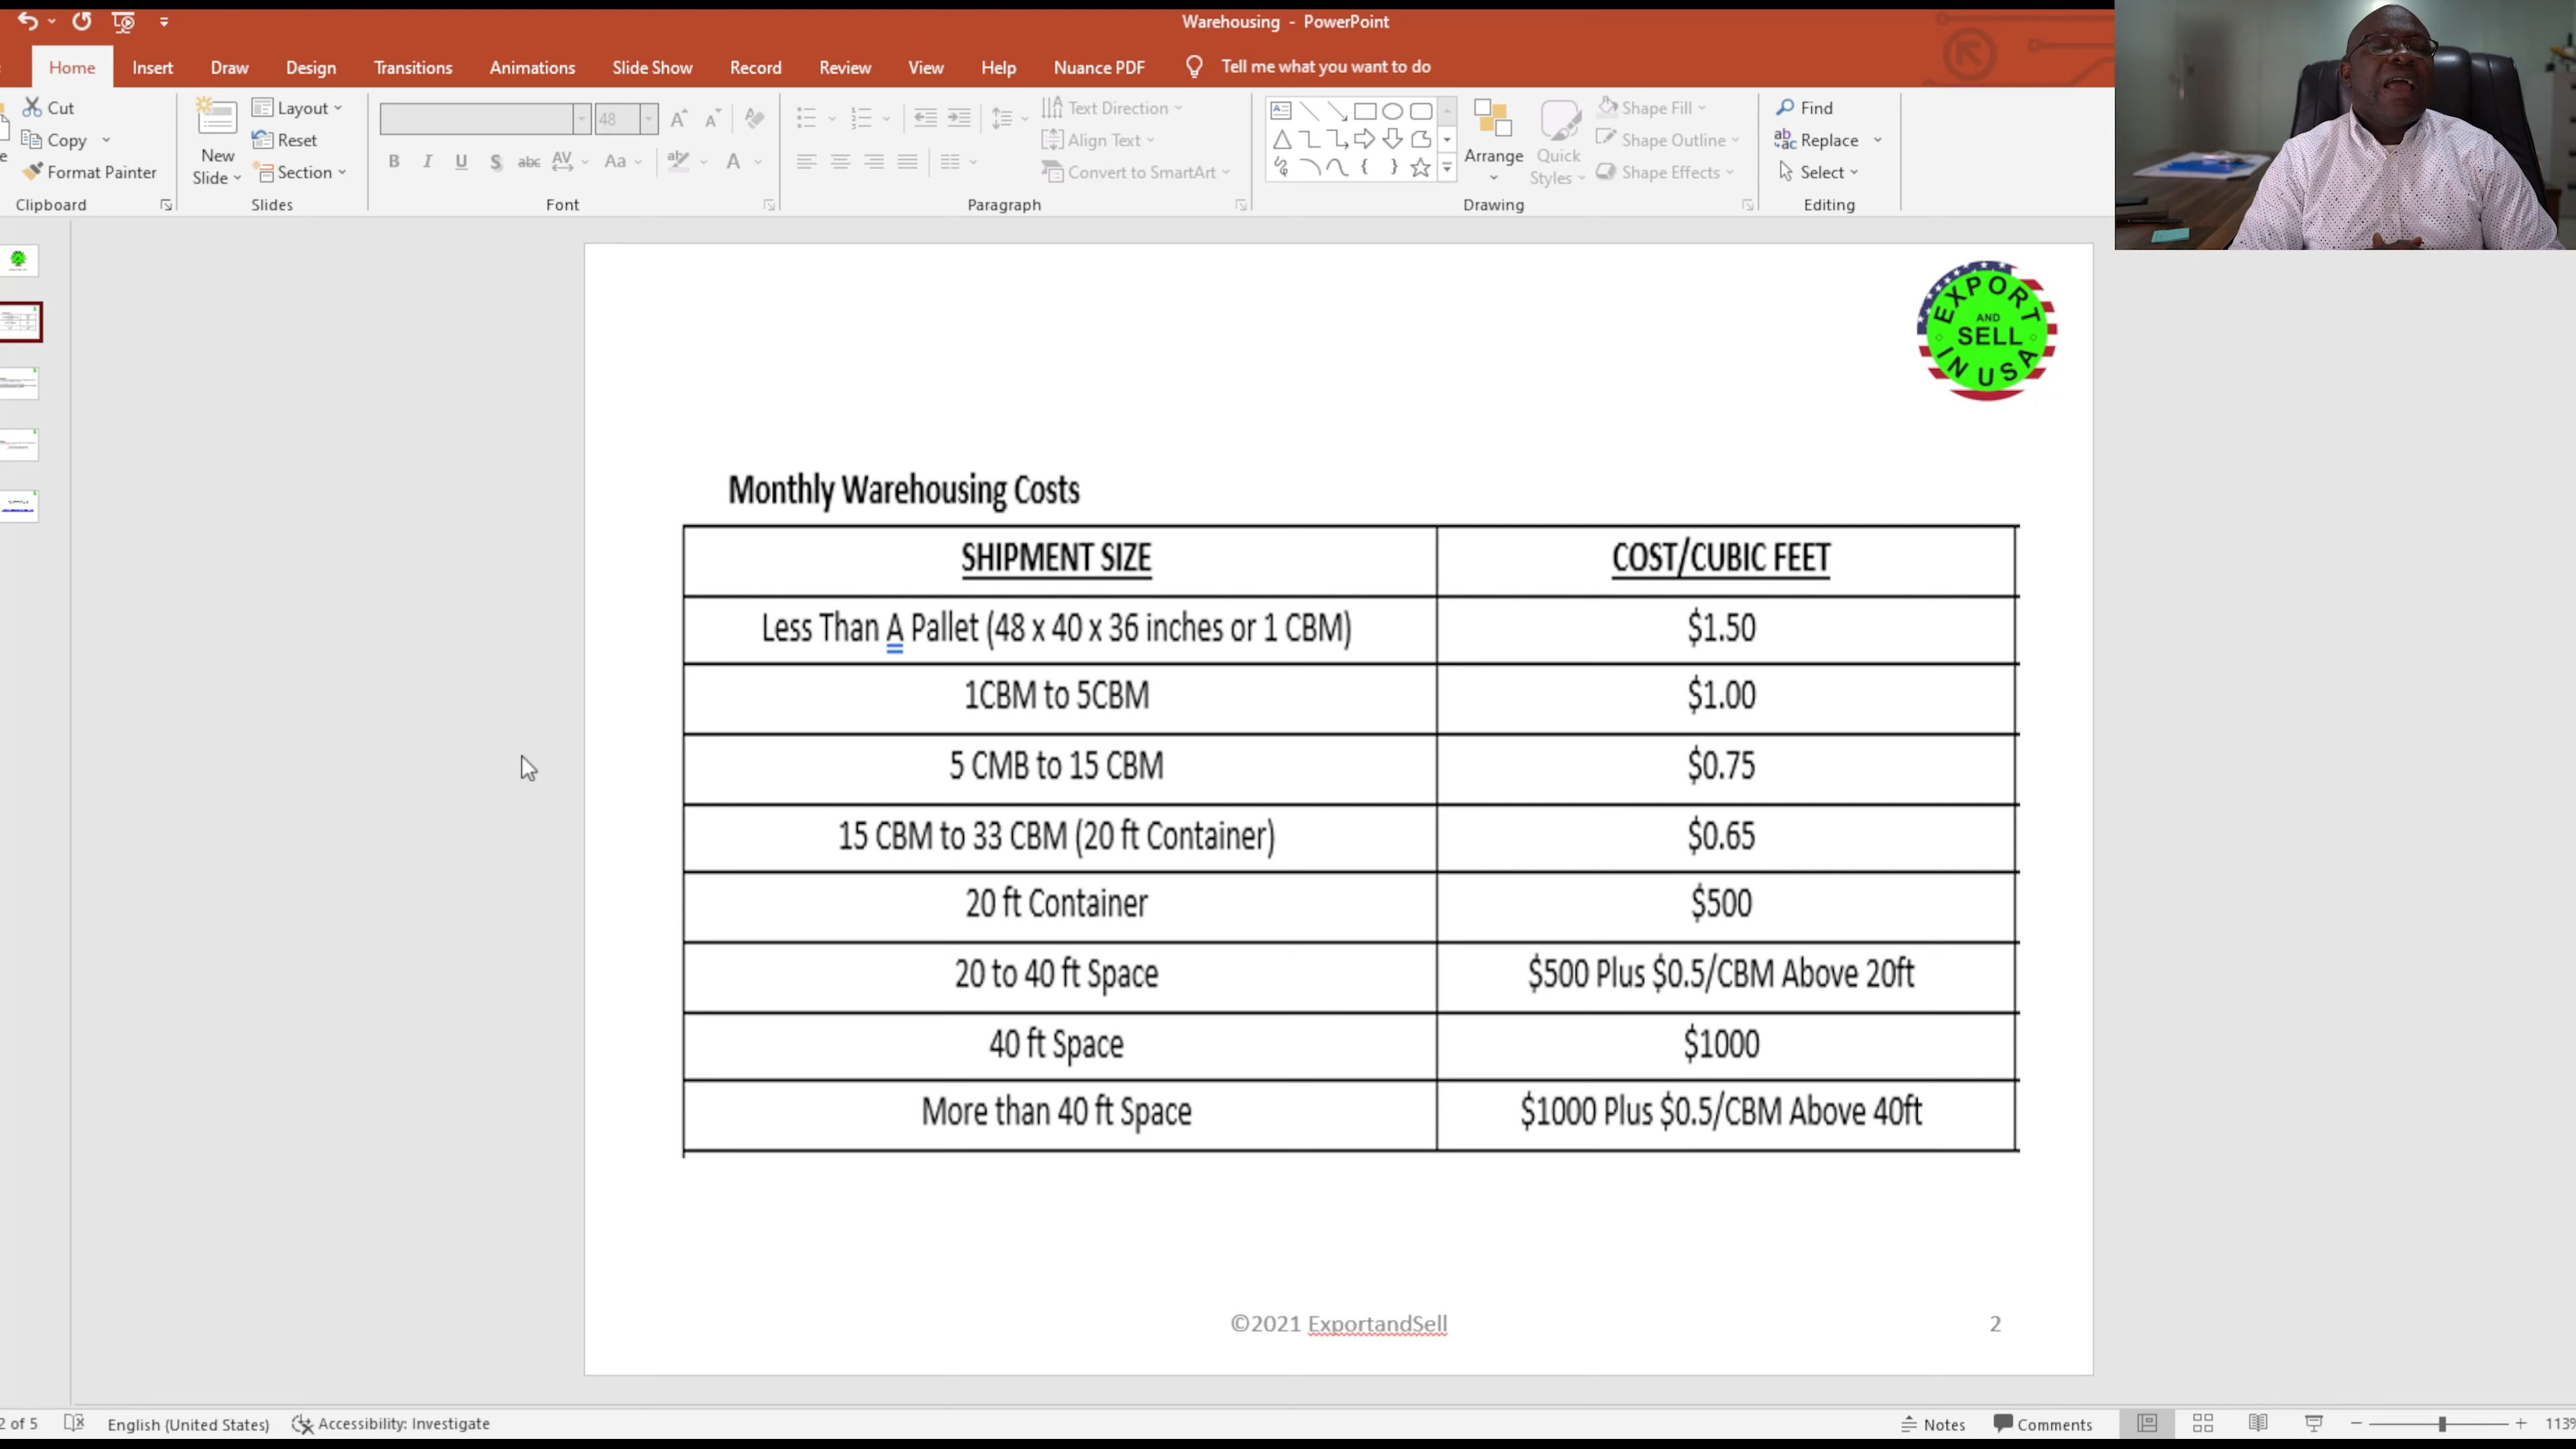 Warehousing - PowerPoint
Home Insert Draw Design Transitions Animations Slide Show Record Review View Help Nuance PDF Tell me what you want to do
Cut
Copy
Format Painter
Clipboard
New Slide
Layout
Reset
Section
Slides
48
B I U S abc AV Aa A
Font
Text Direction
Align Text
Convert to SmartArt
Paragraph
Arrange
Quick Styles
Shape Fill
Shape Outline
Shape Effects
Drawing
Find
Replace
Select
Editing
EXPORT
AND
SELL
IN USA
Monthly Warehousing Costs
SHIPMENT SIZE COST/CUBIC FEET
Less Than A Pallet (48 x 40 x 36 inches or 1 CBM) $1.50
1CBM to 5CBM $1.00
5 CMB to 15 CBM $0.75
15 CBM to 33 CBM (20 ft Container) $0.65
20 ft Container $500
20 to 40 ft Space $500 Plus $0.5/CBM Above 20ft
40 ft Space $1000
More than 40 ft Space $1000 Plus $0.5/CBM Above 40ft
©2021 ExportandSell 2
2 of 5 English (United States) Accessibility: Investigate Notes Comments 113%